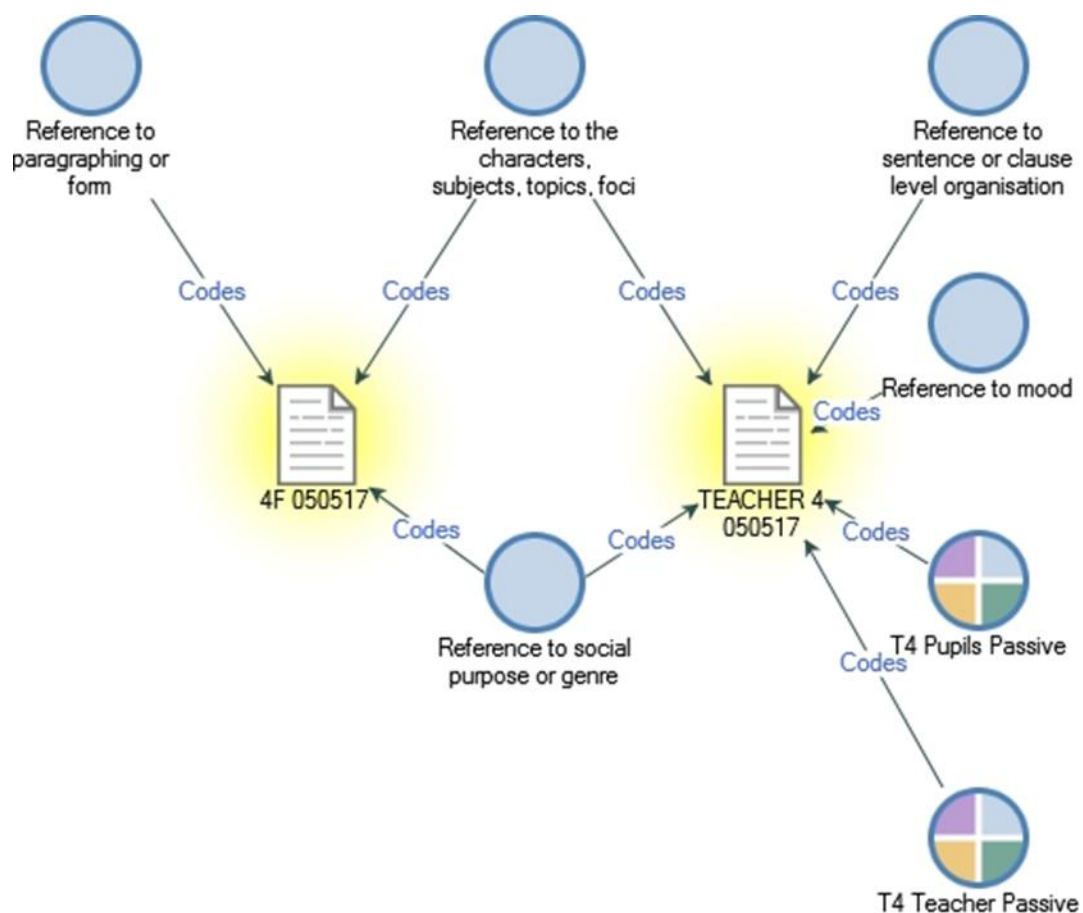 Reference to
paragraphing or
form
Reference to the
characters,
subjects, topics, foci
Reference to
sentence or clause
level organisation
Codes
Codes
Codes
Codes
Reference to mood
Codes
4F 050517
TEACHER 4
050517
Codes
Codes
Codes
Reference to social
purpose or genre
T4 Pupils Passive
Codes
T4 Teacher Passive